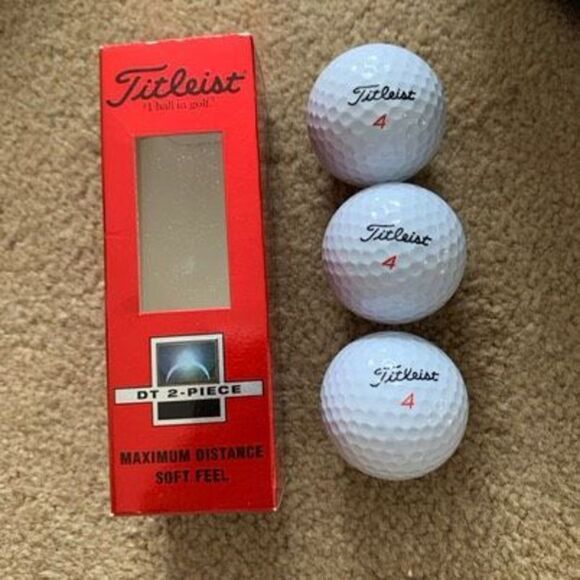 Titleist
"1 ball in golf."
DT 2-PIECE
MAXIMUM DISTANCE
SOFT FEEL
Titleist
4
Titleist
4
Titleist
4